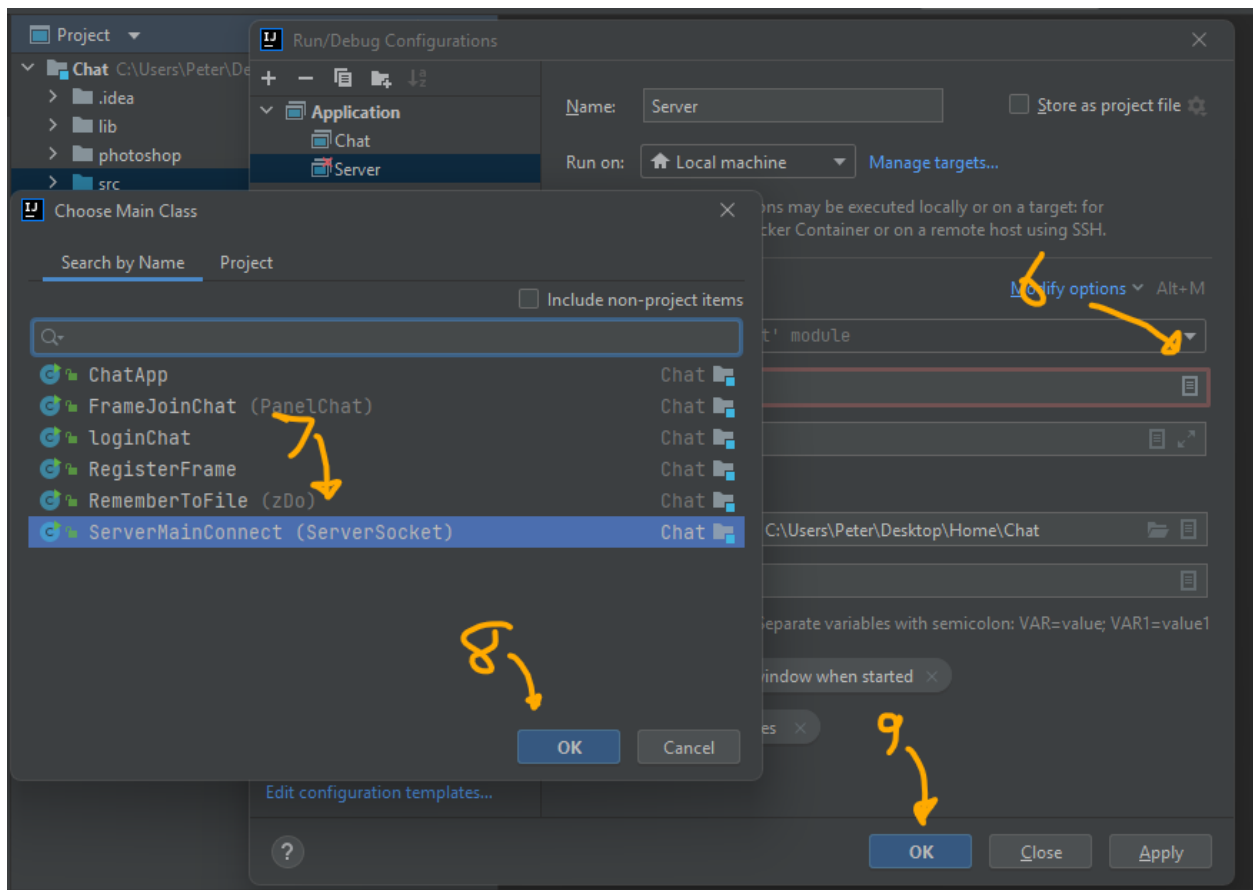 Project
Run/Debug Configurations
Chat C:\Users\Peter\De
.idea
lib
photoshop
src
Application
Chat
Server
Name: Server
Store as project file
Run on: Local machine Manage targets...
ons may be executed locally or on a target: for
cker Container or on a remote host using SSH.
6
Modify options Alt+M
t' module
C:\Users\Peter\Desktop\Home\Chat
Separate variables with semicolon: VAR=value; VAR1=value1
window when started
es
Choose Main Class
Search by Name Project
Include non-project items
ChatApp Chat
FrameJoinChat (PanelChat) Chat
7
loginChat Chat
RegisterFrame Chat
RememberToFile (zDo) Chat
ServerMainConnect (ServerSocket) Chat
8
OK Cancel
9
Edit configuration templates...
? OK Close Apply